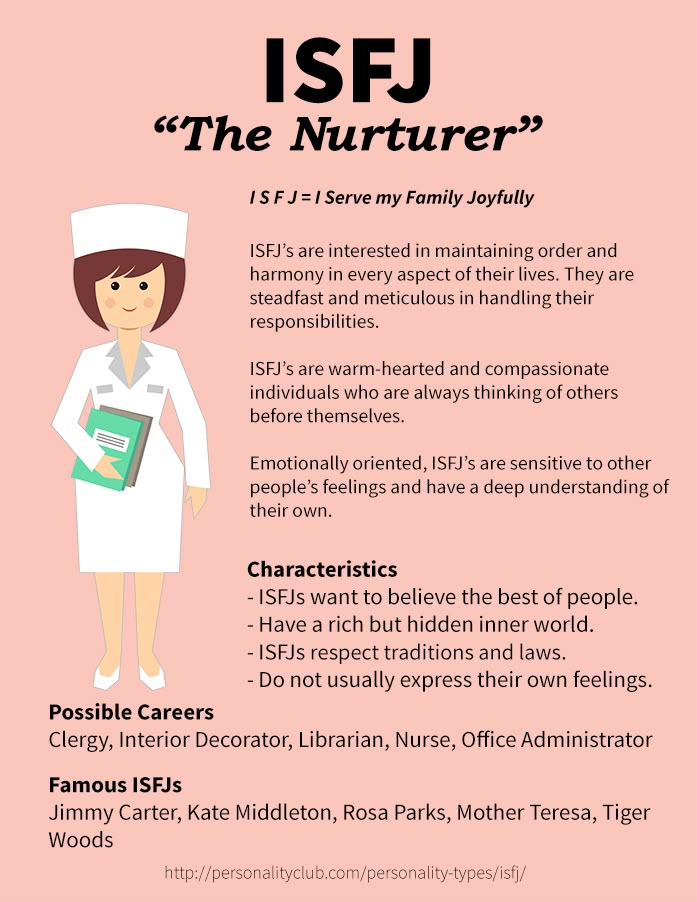 ISFJ
“The Nurturer”
I S F J = I Serve my Family Joyfully
ISFJ’s are interested in maintaining order and
harmony in every aspect of their lives. They are
steadfast and meticulous in handling their
responsibilities.
ISFJ’s are warm-hearted and compassionate
individuals who are always thinking of others
before themselves.
Emotionally oriented, ISFJ’s are sensitive to other
people’s feelings and have a deep understanding of
their own.
Characteristics
- ISFJs want to believe the best of people.
- Have a rich but hidden inner world.
- ISFJs respect traditions and laws.
- Do not usually express their own feelings.
Possible Careers
Clergy, Interior Decorator, Librarian, Nurse, Office Administrator
Famous ISFJs
Jimmy Carter, Kate Middleton, Rosa Parks, Mother Teresa, Tiger
Woods
http://personalityclub.com/personality-types/isfj/